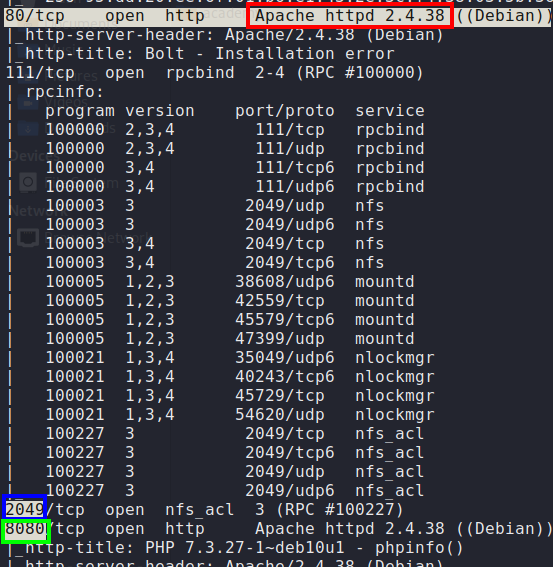 80/tcp    open  http     Apache httpd 2.4.38 ((Debian))
|_http-server-header: Apache/2.4.38 (Debian)
|_http-title: Bolt - Installation error
111/tcp   open  rpcbind  2-4 (RPC #100000)
| rpcinfo:
|   program version    port/proto  service
|   100000  2,3,4        111/tcp   rpcbind
|   100000  2,3,4        111/udp   rpcbind
|   100000  3,4          111/tcp6  rpcbind
|   100000  3,4          111/udp6  rpcbind
|   100003  3           2049/udp   nfs
|   100003  3           2049/udp6  nfs
|   100003  3,4         2049/tcp   nfs
|   100003  3,4         2049/tcp6  nfs
|   100005  1,2,3      38608/udp6  mountd
|   100005  1,2,3      42559/tcp   mountd
|   100005  1,2,3      45579/tcp6  mountd
|   100005  1,2,3      47399/udp   mountd
|   100021  1,3,4      35049/udp6  nlockmgr
|   100021  1,3,4      40243/tcp6  nlockmgr
|   100021  1,3,4      45729/tcp   nlockmgr
|   100021  1,3,4      54620/udp   nlockmgr
|   100227  3           2049/tcp   nfs_acl
|   100227  3           2049/tcp6  nfs_acl
|   100227  3           2049/udp   nfs_acl
|_  100227  3           2049/udp6  nfs_acl
2049/tcp  open  nfs_acl  3 (RPC #100227)
8080/tcp  open  http     Apache httpd 2.4.38 ((Debian))
|_http-title: PHP 7.3.27-1~deb10u1 - phpinfo()
|_http-server-header: Apache/2.4.38 (Debian)